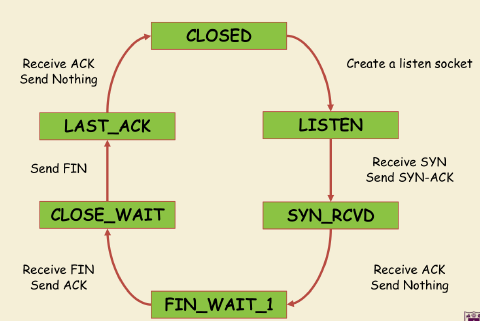 CLOSED
Receive ACK
Send Nothing
Create a listen socket
LAST_ACK
LISTEN
Send FIN
Receive SYN
Send SYN-ACK
CLOSE_WAIT
SYN_RCVD
Receive FIN
Send ACK
Receive ACK
Send Nothing
FIN_WAIT_1